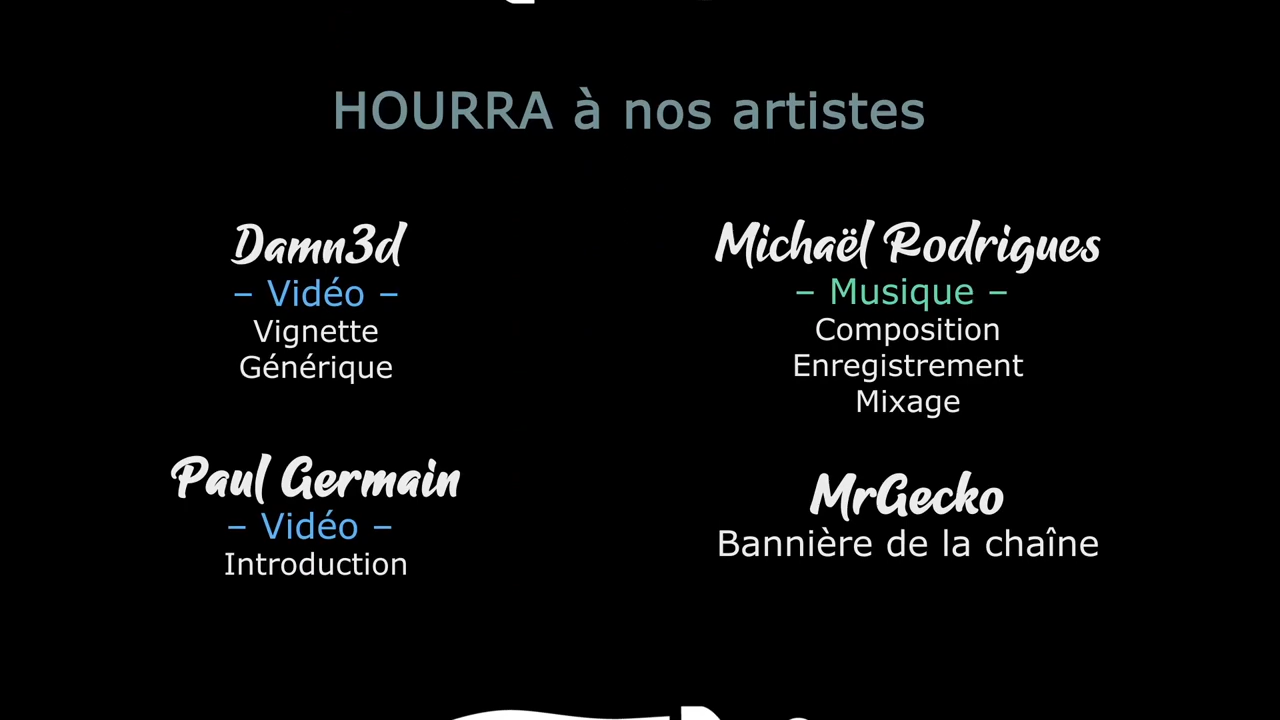 HOURRA à nos artistes
Damn3d
– Vidéo –
Vignette
Générique
Michaël Rodrigues
– Musique –
Composition
Enregistrement
Mixage
Paul Germain
– Vidéo –
Introduction
MrGecko
Bannière de la chaîne